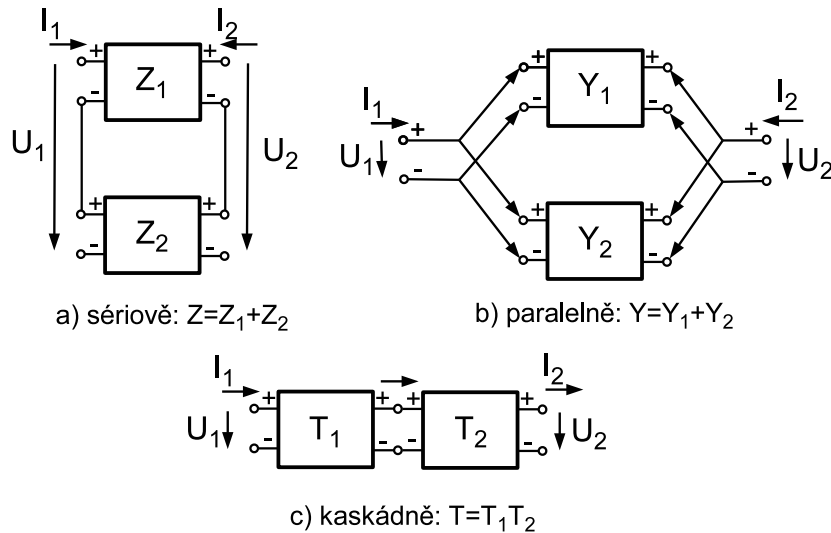 I1 I2
+ +
Z1
- -
U1 U2
+ +
Z2
- -
a) sériově: Z=Z1+Z2
+ +
Y1
- -
I1 I2
+ +
U1 U2
- -
+ +
Y2
- -
b) paralelně: Y=Y1+Y2
I1 I2
+ + + +
U1 T1 T2 U2
- - - -
c) kaskádně: T=T1T2